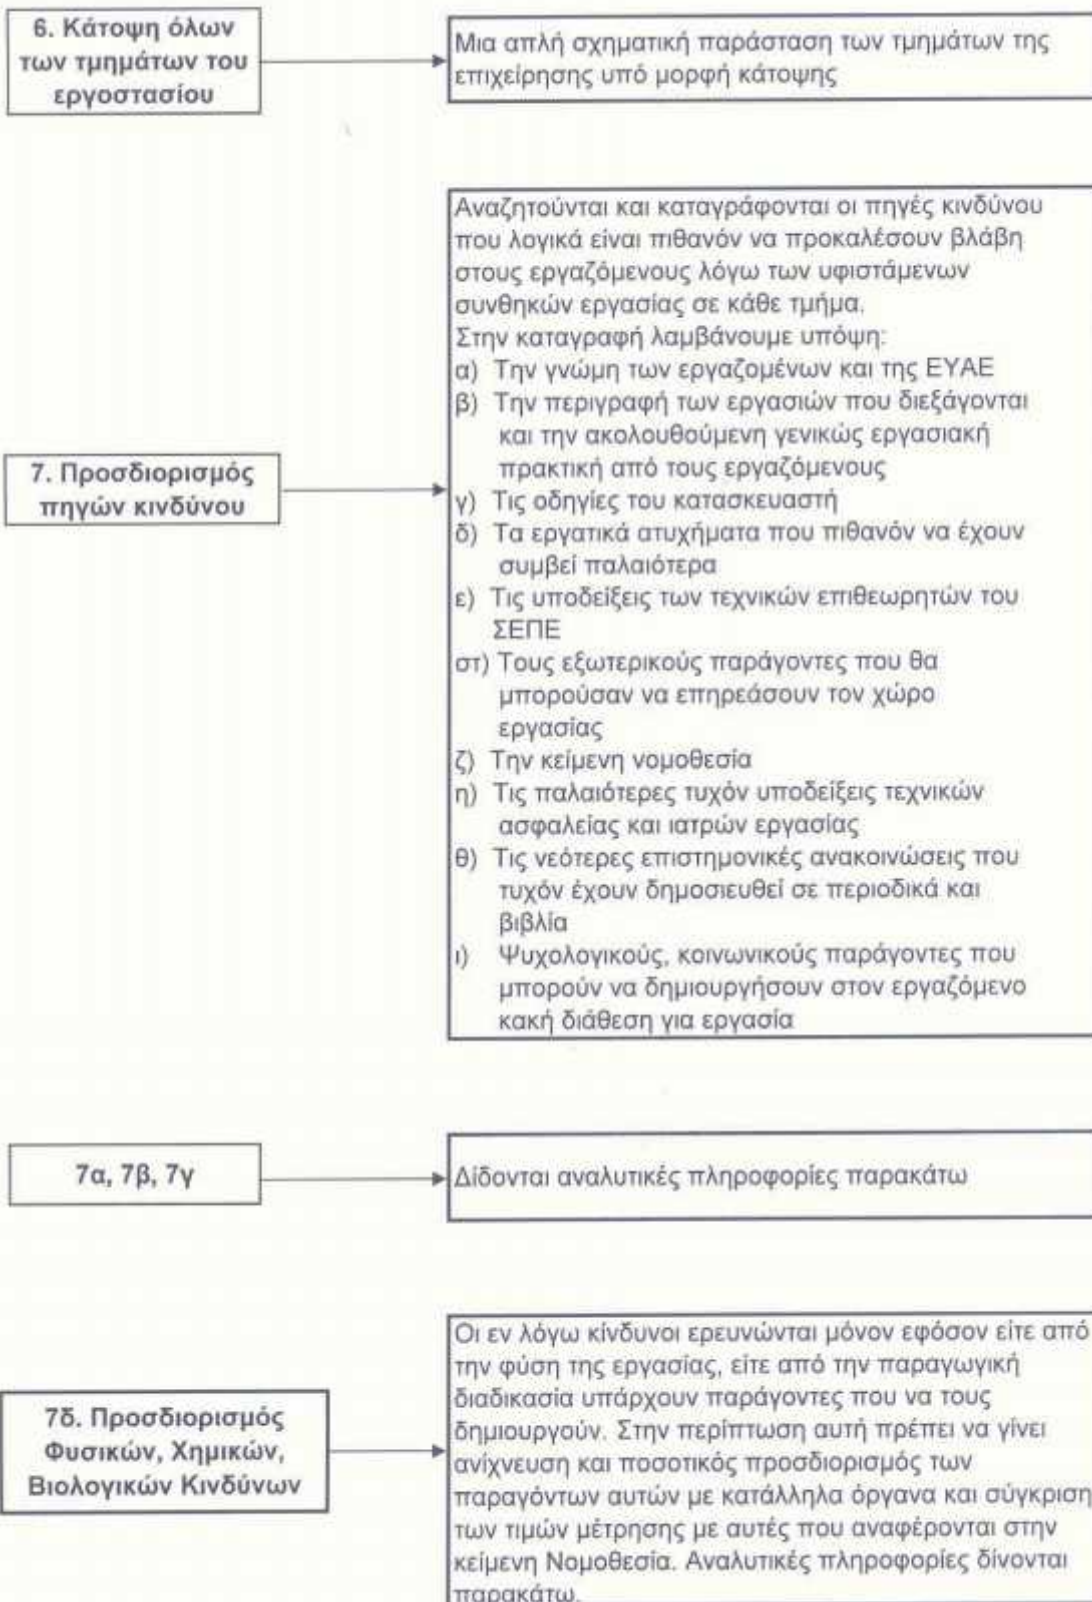 6. Κάτοψη όλων
των τμημάτων του
εργοστασίου
Μια απλή σχηματική παράσταση των τμημάτων της
επιχείρησης υπό μορφή κάτοψης
7. Προσδιορισμός
πηγών κινδύνου
Αναζητούνται και καταγράφονται οι πηγές κινδύνου
που λογικά είναι πιθανόν να προκαλέσουν βλάβη
στους εργαζόμενους λόγω των υφιστάμενων
συνθηκών εργασίας σε κάθε τμήμα.
Στην καταγραφή λαμβάνουμε υπόψη:
α) Την γνώμη των εργαζομένων και της ΕΥΑΕ
β) Την περιγραφή των εργασιών που διεξάγονται
και την ακολουθούμενη γενικώς εργασιακή
πρακτική από τους εργαζόμενους
γ) Τις οδηγίες του κατασκευαστή
δ) Τα εργατικά ατυχήματα που πιθανόν να έχουν
συμβεί παλαιότερα
ε) Τις υποδείξεις των τεχνικών επιθεωρητών του
ΣΕΠΕ
στ) Τους εξωτερικούς παράγοντες που θα
μπορούσαν να επηρεάσουν τον χώρο
εργασίας
ζ) Την κείμενη νομοθεσία
η) Τις παλαιότερες τυχόν υποδείξεις τεχνικών
ασφαλείας και ιατρών εργασίας
θ) Τις νεότερες επιστημονικές ανακοινώσεις που
τυχόν έχουν δημοσιευθεί σε περιοδικά και
βιβλία
ι) Ψυχολογικούς, κοινωνικούς παράγοντες που
μπορούν να δημιουργήσουν στον εργαζόμενο
κακή διάθεση για εργασία
7α, 7β, 7γ
Δίδονται αναλυτικές πληροφορίες παρακάτω
7δ. Προσδιορισμός
Φυσικών, Χημικών,
Βιολογικών Κινδύνων
Οι εν λόγω κίνδυνοι ερευνώνται μόνον εφόσον είτε από
την φύση της εργασίας, είτε από την παραγωγική
διαδικασία υπάρχουν παράγοντες που να τους
δημιουργούν. Στην περίπτωση αυτή πρέπει να γίνει
ανίχνευση και ποσοτικός προσδιορισμός των
παραγόντων αυτών με κατάλληλα όργανα και σύγκριση
των τιμών μέτρησης με αυτές που αναφέρονται στην
κείμενη Νομοθεσία. Αναλυτικές πληροφορίες δίνονται
παρακάτω.